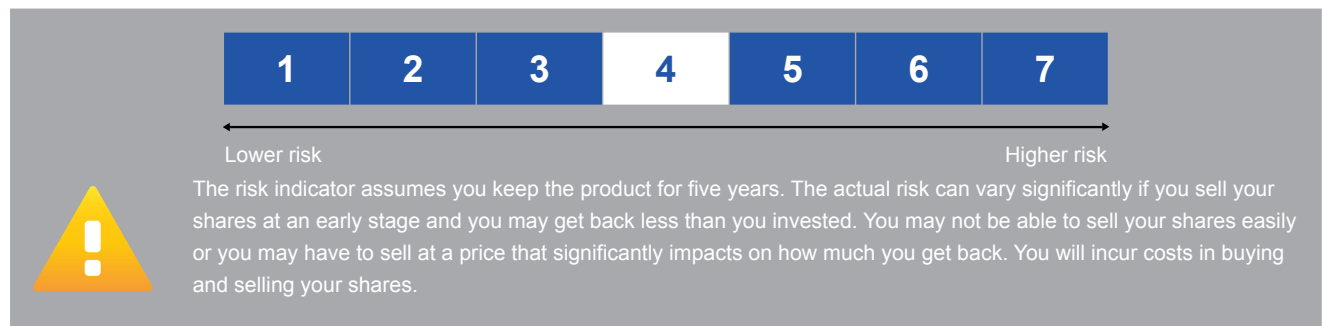 1 2 3 4 5 6 7
Lower risk Higher risk
The risk indicator assumes you keep the product for five years. The actual risk can vary significantly if you sell your
shares at an early stage and you may get back less than you invested. You may not be able to sell your shares easily
or you may have to sell at a price that significantly impacts on how much you get back. You will incur costs in buying
and selling your shares.